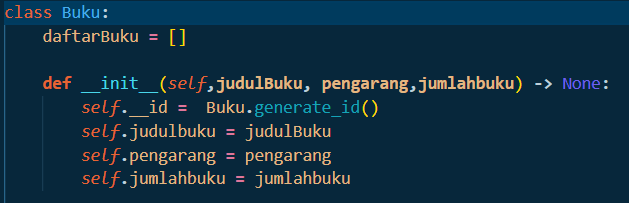 class Buku:
    daftarBuku = []
    def __init__(self,judulBuku, pengarang,jumlahbuku) -> None:
        self.__id =  Buku.generate_id()
        self.judulbuku = judulBuku
        self.pengarang = pengarang
        self.jumlahbuku = jumlahbuku